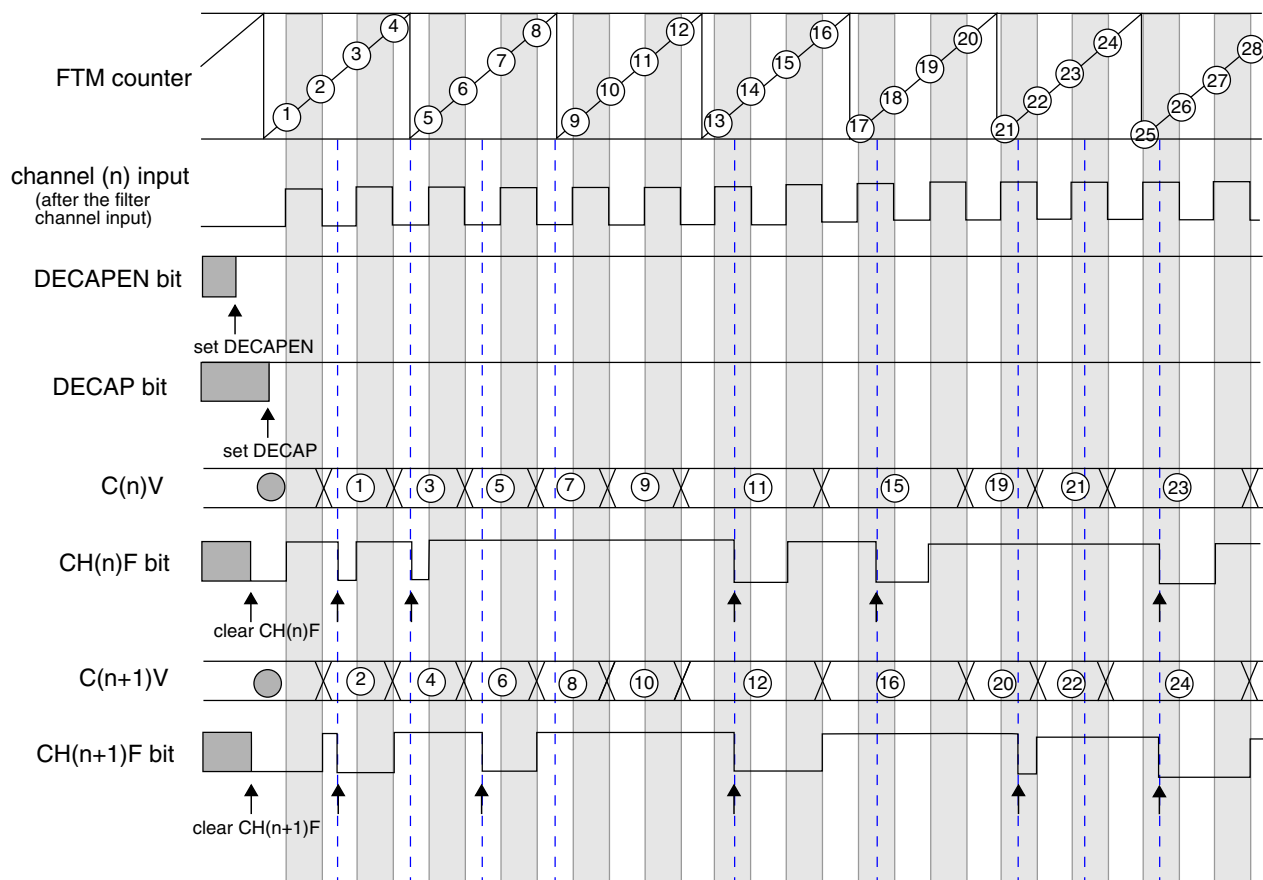 FTM counter
1 2 3 4 5 6 7 8 9 10 11 12 13 14 15 16 17 18 19 20 21 22 23 24 25 26 27 28
channel (n) input
(after the filter
channel input)
DECAPEN bit
set DECAPEN
DECAP bit
set DECAP
C(n)V
1 3 5 7 9 11 15 19 21 23
CH(n)F bit
clear CH(n)F
C(n+1)V
2 4 6 8 10 12 16 20 22 24
CH(n+1)F bit
clear CH(n+1)F